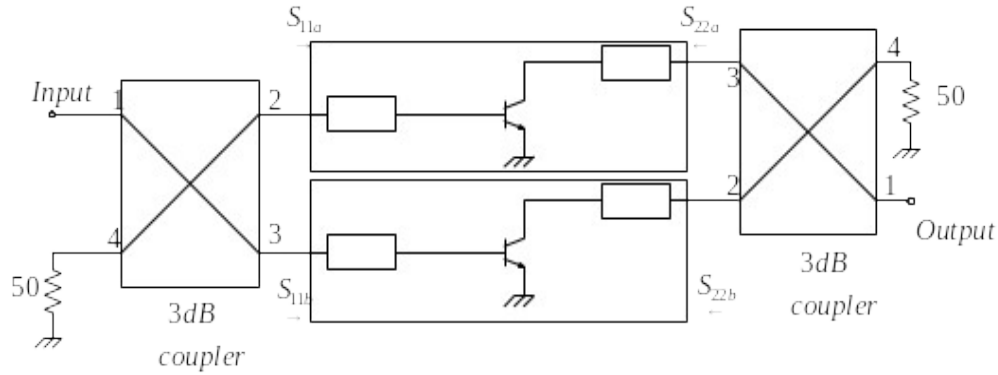 S11a
S22a
Input
1
2
3
4
50
4
3
50
2
1
Output
3dB
coupler
3dB
coupler
S11b
S22b